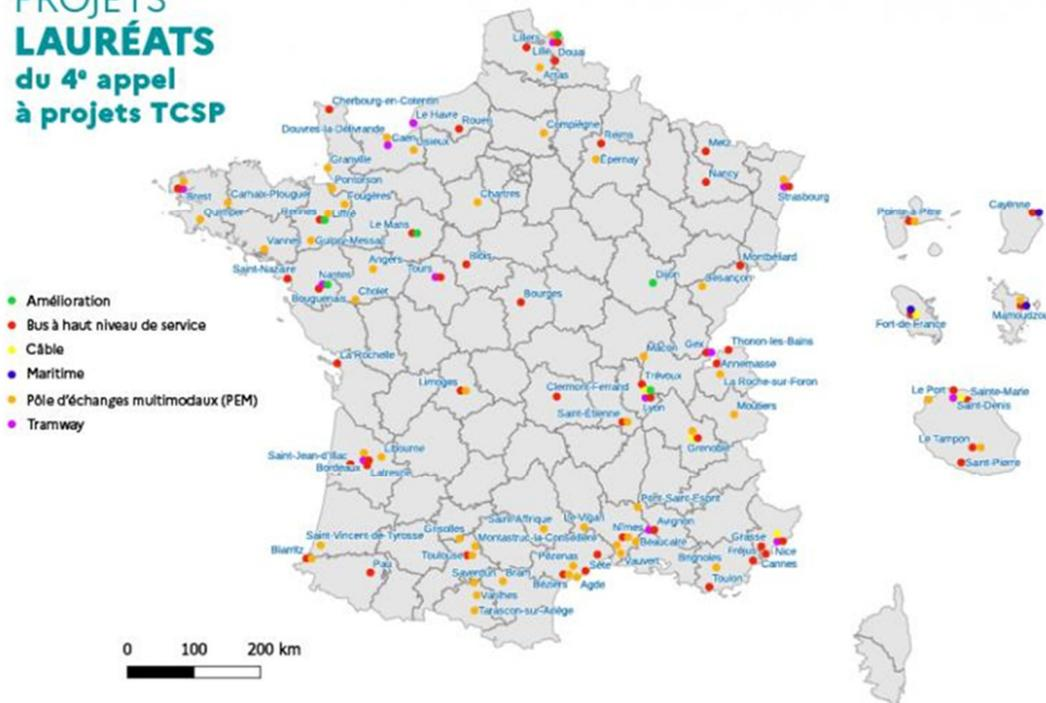 PROJETS
LAURÉATS
du 4e appel
à projets TCSP
Lillers
Lille
Douai
Arras
Cherbourg-en-Cotentin
Le Havre
Rouen
Douvres-la-Délivrande
Caen
Lisieux
Compiègne
Reims
Épernay
Metz
Nancy
Strasbourg
Granville
Pontorson
Brest
Carhaix-Plouguer
Fougères
Chartres
Quimper
Rennes
Liffré
Le Mans
Vannes
Guipry-Messac
Saint-Nazaire
Nantes
Angers
Tours
Blois
Bouguenais
Cholet
Bourges
Dijon
Montbéliard
Besançon
Pointe-à-Pitre
Cayenne
Fort-de-France
Mamoudzou
Amélioration
Bus à haut niveau de service
Câble
Maritime
Pôle d'échanges multimodaux (PEM)
Tramway
La Rochelle
Limoges
Clermont-Ferrand
Saint-Étienne
Mâcon
Gex
Thonon-les-Bains
Annemasse
Trévoux
La Roche-sur-Foron
Lyon
Moûtiers
Grenoble
Le Port
Sainte-Marie
Saint-Denis
Le Tampon
Saint-Pierre
Saint-Jean-d'Illac
Libourne
Bordeaux
Latresne
Pont-Saint-Esprit
Saint-Vincent-de-Tyrosse
Grisolles
Saint-Affrique
Le Vigan
Nîmes
Avignon
Biarritz
Montastruc-la-Conseillère
Beaucaire
Grasse
Toulouse
Pézenas
Vauvert
Brignoles
Fréjus
Nice
Cannes
Pau
Saverdun
Bram
Béziers
Sète
Agde
Toulon
Varilhes
Tarascon-sur-Ariège
0 100 200 km